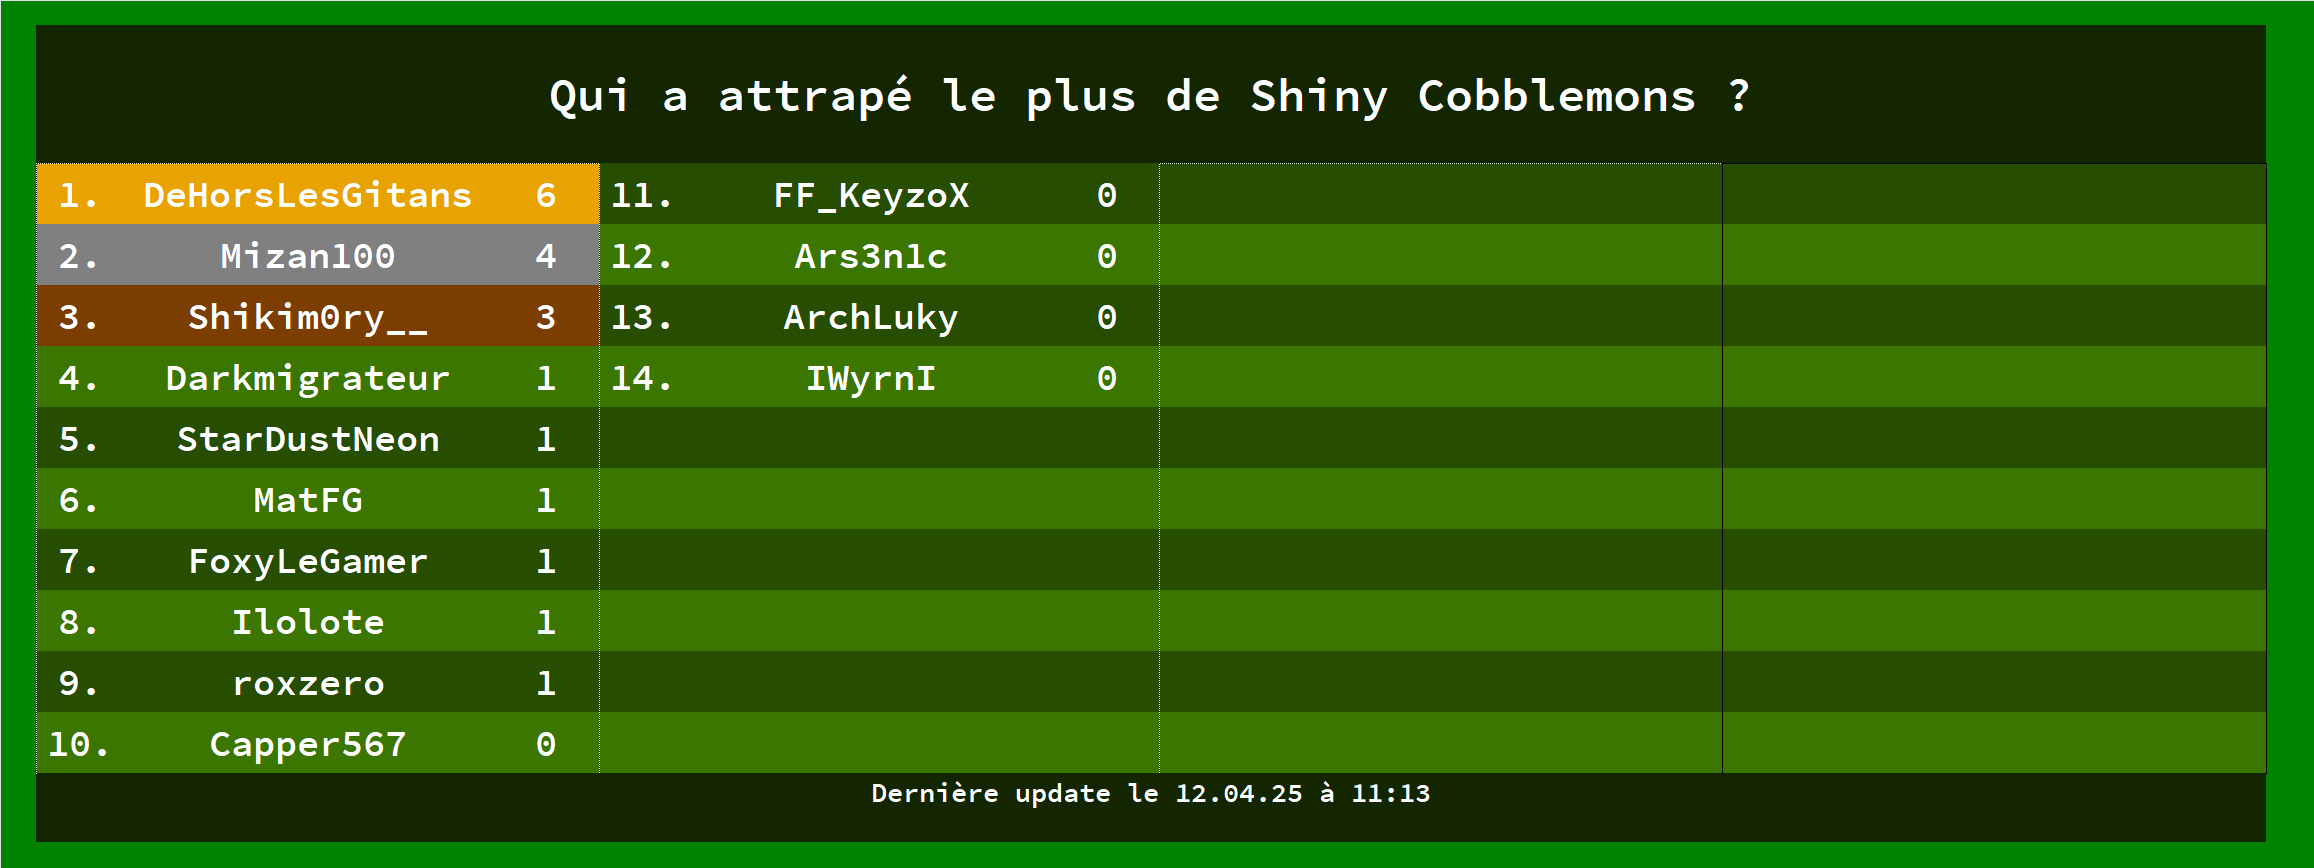 Qui a attrapé le plus de Shiny Cobblemons ?
1. DeHorsLesGitans 6
2. Mizan100 4
3. Shikim0ry__ 3
4. Darkmigrateur 1
5. StarDustNeon 1
6. MatFG 1
7. FoxyLeGamer 1
8. Ilolote 1
9. roxzero 1
10. Capper567 0
11. FF_KeyzoX 0
12. Ars3n1c 0
13. ArchLuky 0
14. IWyrnI 0
Dernière update le 12.04.25 à 11:13